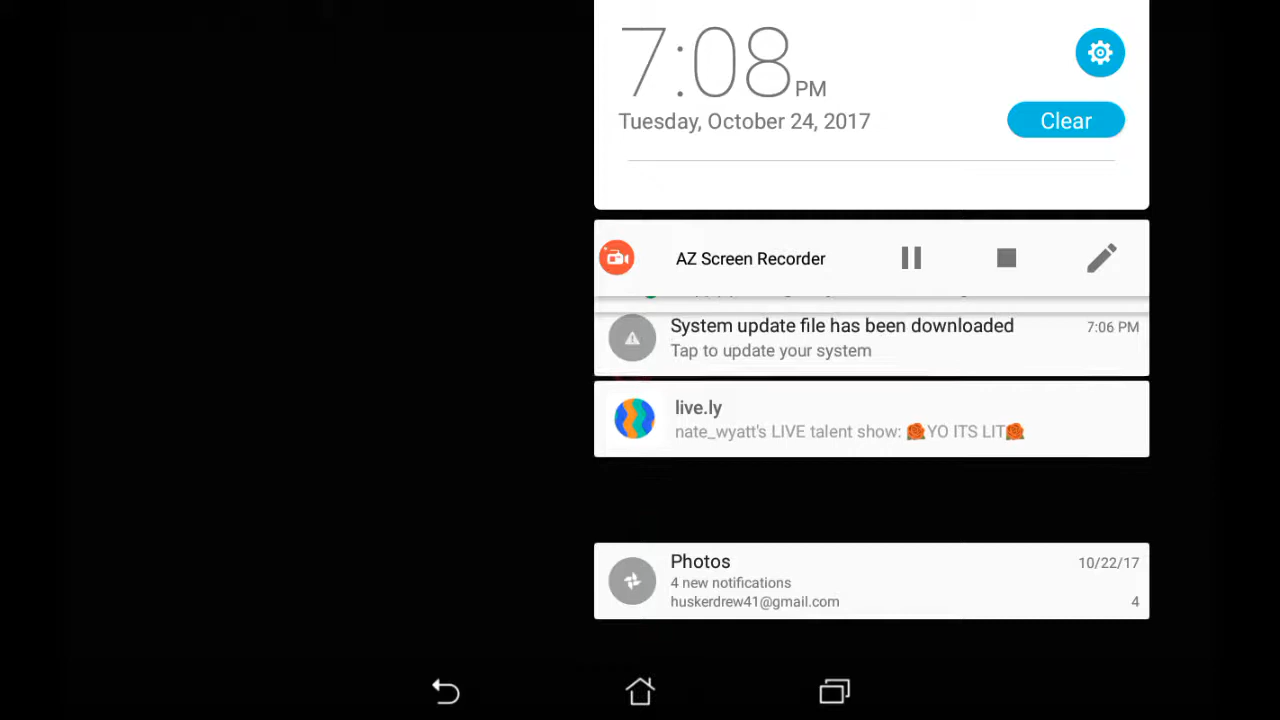 7:08 PM
Tuesday, October 24, 2017
Clear
AZ Screen Recorder
System update file has been downloaded
7:06 PM
Tap to update your system
live.ly
nate_wyatt's LIVE talent show: 🌹YO ITS LIT🌹
Photos
10/22/17
4 new notifications
huskerdrew41@gmail.com
4